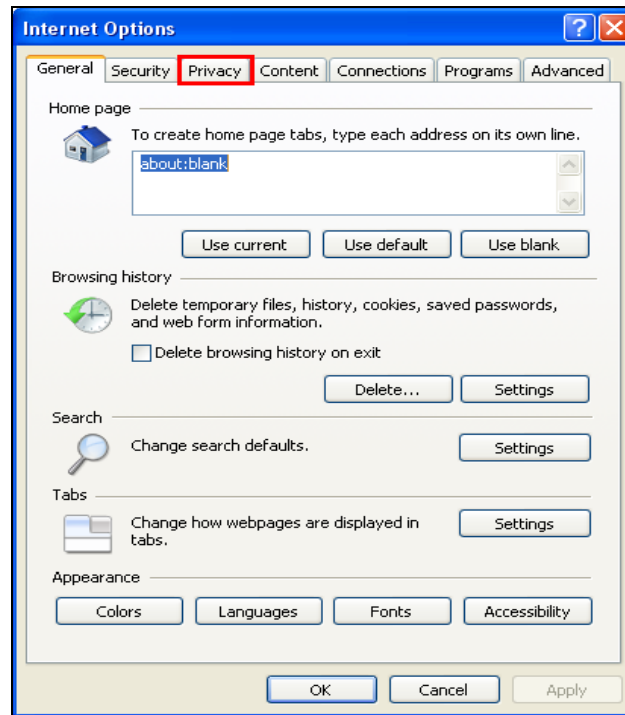 Internet Options
General Security Privacy Content Connections Programs Advanced
Home page
To create home page tabs, type each address on its own line.
about:blank
Use current Use default Use blank
Browsing history
Delete temporary files, history, cookies, saved passwords,
and web form information.
Delete browsing history on exit
Delete... Settings
Search
Change search defaults. Settings
Tabs
Change how webpages are displayed in
tabs.
Settings
Appearance
Colors Languages Fonts Accessibility
OK Cancel Apply